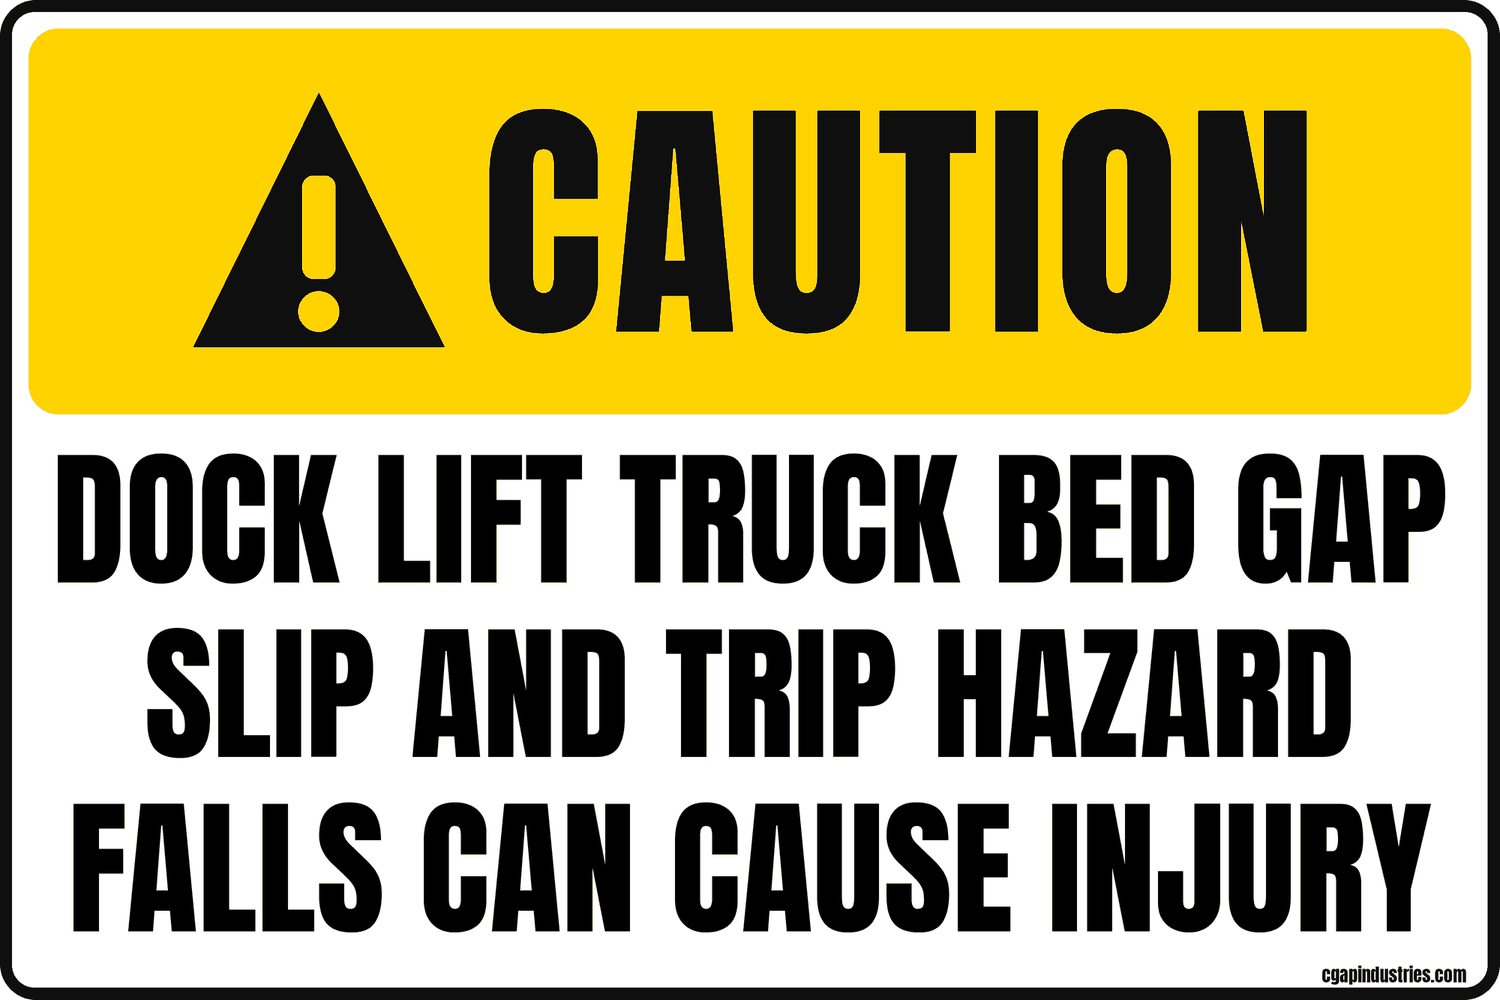 CAUTION
DOCK LIFT TRUCK BED GAP
SLIP AND TRIP HAZARD
FALLS CAN CAUSE INJURY
cgapindustries.com